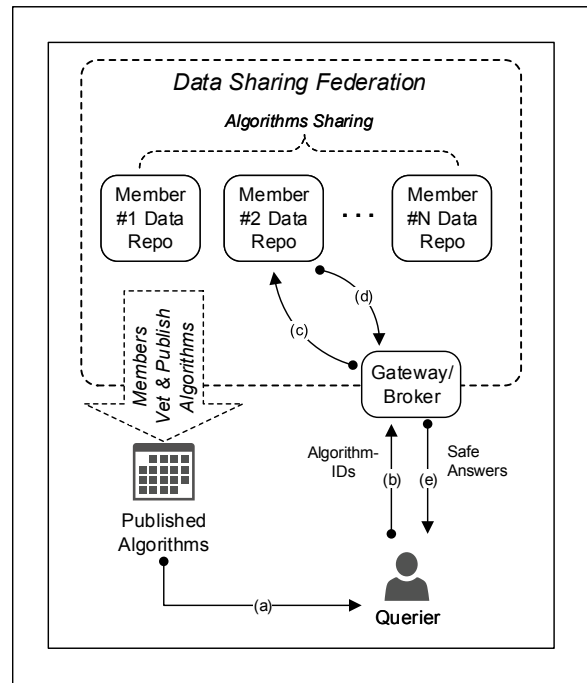 Data Sharing Federation
Algorithms Sharing
Member
#1 Data
Repo
Member
#2 Data
Repo
Member
#N Data
Repo
(d)
(c)
Members
Vet & Publish
Algorithms
Gateway/
Broker
Algorithm-
IDs
(b)
(e)
Safe
Answers
Published
Algorithms
(a)
Querier